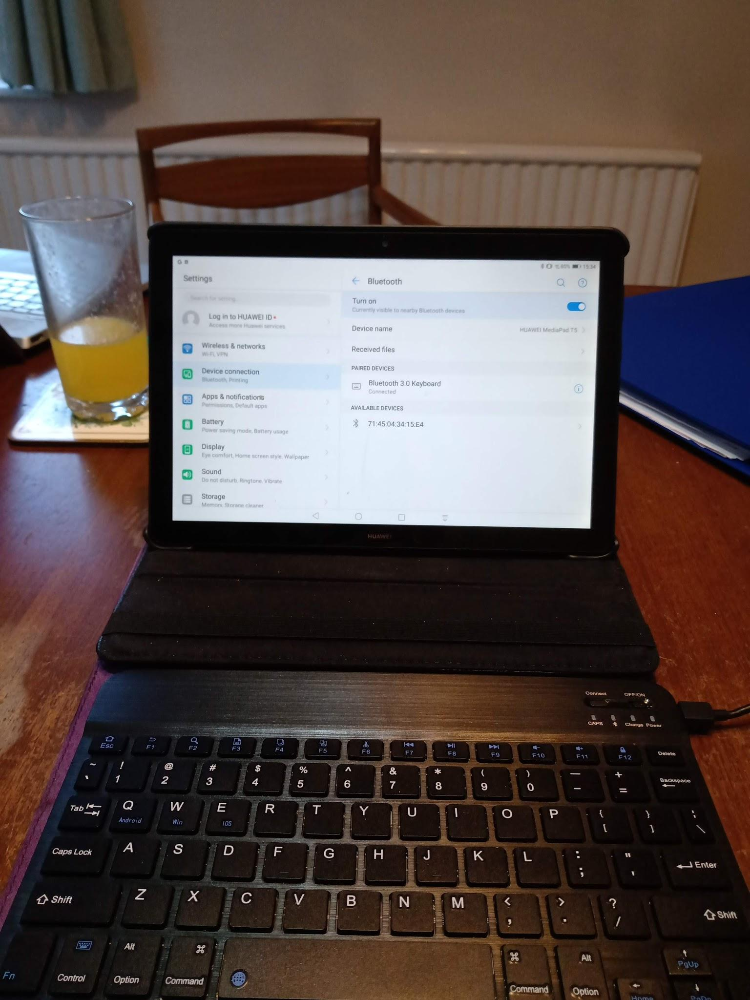 G
80% 15:34
Settings
Search for setting...
Log in to HUAWEI ID
Access more Huawei services
Wireless & networks
Wi-Fi, VPN
Device connection
Bluetooth, Printing
Apps & notifications
Permissions, Default apps
Battery
Power saving mode, Battery usage
Display
Eye comfort, Home screen style, Wallpaper
Sound
Do not disturb, Ringtone, Vibrate
Storage
Memory, Storage cleaner
Bluetooth
?
Turn on
Currently visible to nearby Bluetooth devices
Device name HUAWEI MediaPad T5
Received files
PAIRED DEVICES
Bluetooth 3.0 Keyboard
Connected
AVAILABLE DEVICES
71:45:04:34:15:E4
HUAWEI
Connect OFF/ON
CAPS Charge Power
Esc F1 F2 F3 F4 F5 F6 F7 F8 F9 F10 F11 F12 Delete
~ ! @ # $ % ^ & * ( ) — +
` 1 2 3 4 5 6 7 8 9 0 - = Backspace
Tab Q W E R T Y U I O P { } ¦
Android Win IOS [ ] \
Caps Lock A S D F G H J K L : "
; ' Enter
Shift Z X C V B N M < > ?
, . / Shift
Alt ⌘ ⌘ Alt PgUp
Fn Control Option Command Command Option Home PgDn